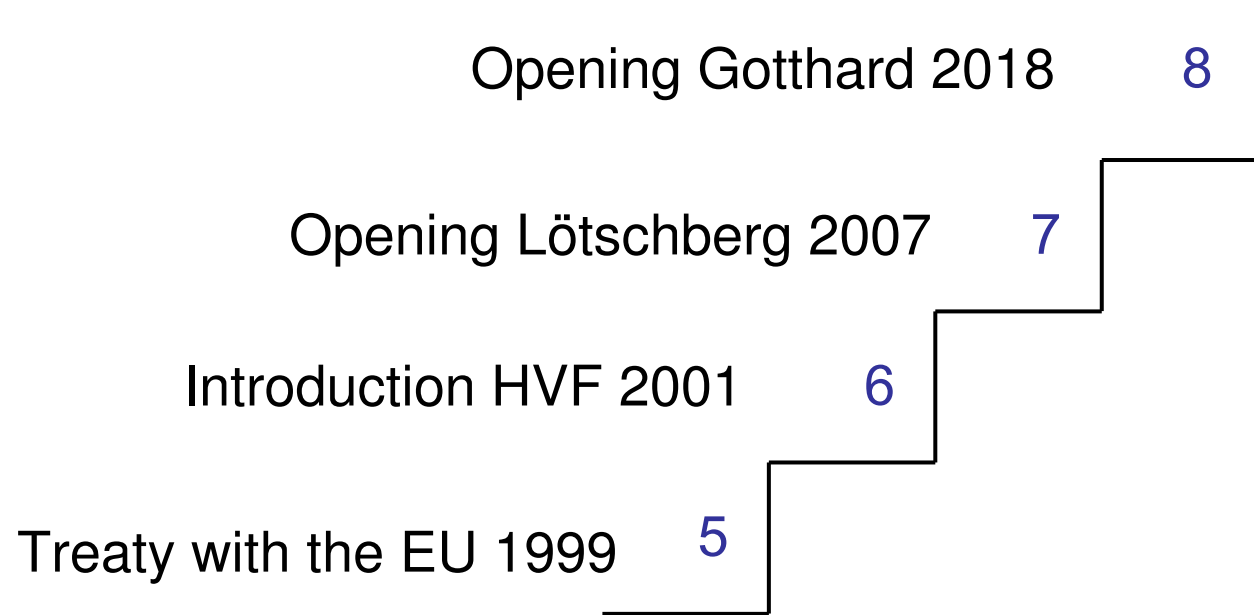 Opening Gotthard 2018 8
Opening Lötschberg 2007 7
Introduction HVF 2001 6
Treaty with the EU 1999 5